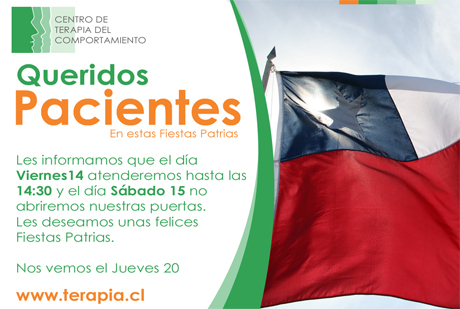 CENTRO DE
TERAPIA DEL
COMPORTAMIENTO
Queridos
Pacientes
En estas Fiestas Patrias
Les informamos que el día
Viernes14 atenderemos hasta las
14:30 y el día Sábado 15 no
abriremos nuestras puertas.
Les deseamos unas felices
Fiestas Patrias.
Nos vemos el Jueves 20
www.terapia.cl